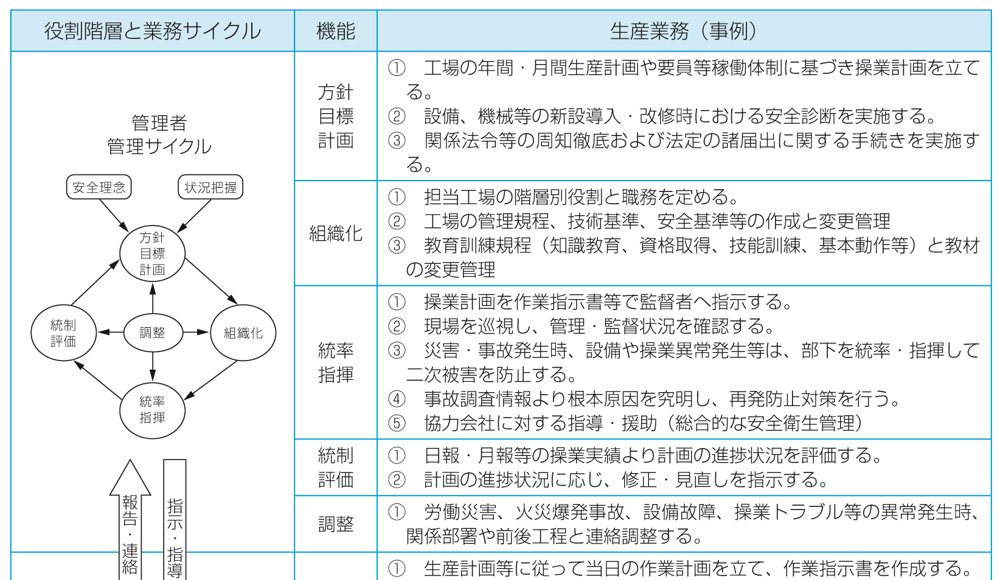 役割階層と業務サイクル
機能
生産業務（事例）
管理者
管理サイクル
安全理念
状況把握
方針
目標
計画
統制
評価
調整
組織化
統率
指揮
報告・連絡
指示・指導
方針
目標
計画
①　工場の年間・月間生産計画や要員等稼働体制に基づき操業計画を立て
る。
②　設備、機械等の新設導入・改修時における安全診断を実施する。
③　関係法令等の周知徹底および法定の諸届出に関する手続きを実施す
る。
組織化
①　担当工場の階層別役割と職務を定める。
②　工場の管理規程、技術基準、安全基準等の作成と変更管理
③　教育訓練規程（知識教育、資格取得、技能訓練、基本動作等）と教材
の変更管理
統率
指揮
①　操業計画を作業指示書等で監督者へ指示する。
②　現場を巡視し、管理・監督状況を確認する。
③　災害・事故発生時、設備や操業異常発生等は、部下を統率・指揮して
二次被害を防止する。
④　事故調査情報より根本原因を究明し、再発防止対策を行う。
⑤　協力会社に対する指導・援助（総合的な安全衛生管理）
統制
評価
①　日報・月報等の操業実績より計画の進捗状況を評価する。
②　計画の進捗状況に応じ、修正・見直しを指示する。
調整
①　労働災害、火災爆発事故、設備故障、操業トラブル等の異常発生時、
関係部署や前後工程と連絡調整する。
①　生産計画等に従って当日の作業計画を立て、作業指示書を作成する。